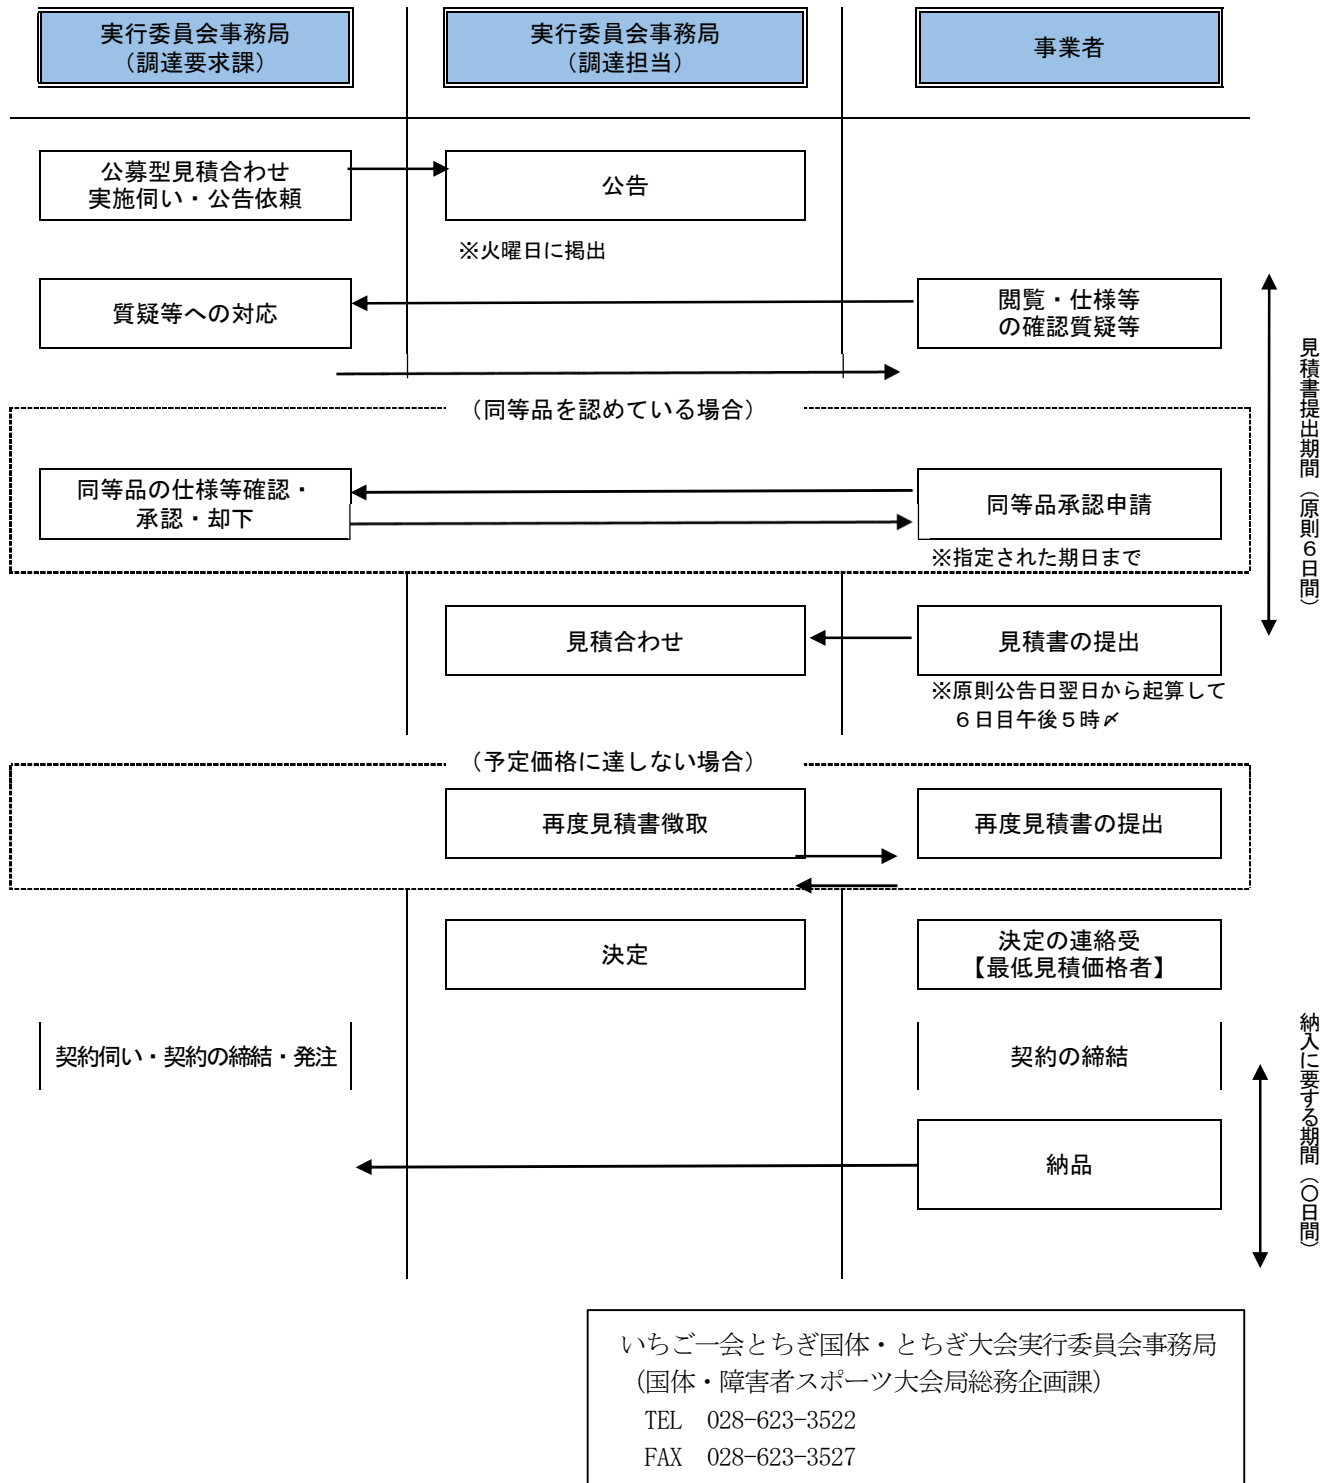 実行委員会事務局
（調達要求課）
実行委員会事務局
（調達担当）
事業者
公募型見積合わせ
実施伺い・公告依頼
公告
※火曜日に掲出
質疑等への対応
閲覧・仕様等
の確認質疑等
見積書提出期間（原則６日間）
（同等品を認めている場合）
同等品の仕様等確認・
承認・却下
同等品承認申請
※指定された期日まで
見積合わせ
見積書の提出
※原則公告日翌日から起算して
６日目午後５時〆
（予定価格に達しない場合）
再度見積書徴取
再度見積書の提出
決定
決定の連絡受
【最低見積価格者】
契約伺い・契約の締結・発注
契約の締結
納入に要する期間（〇日間）
納品
いちご一会とちぎ国体・とちぎ大会実行委員会事務局
（国体・障害者スポーツ大会局総務企画課）
TEL　028-623-3522
FAX　028-623-3527